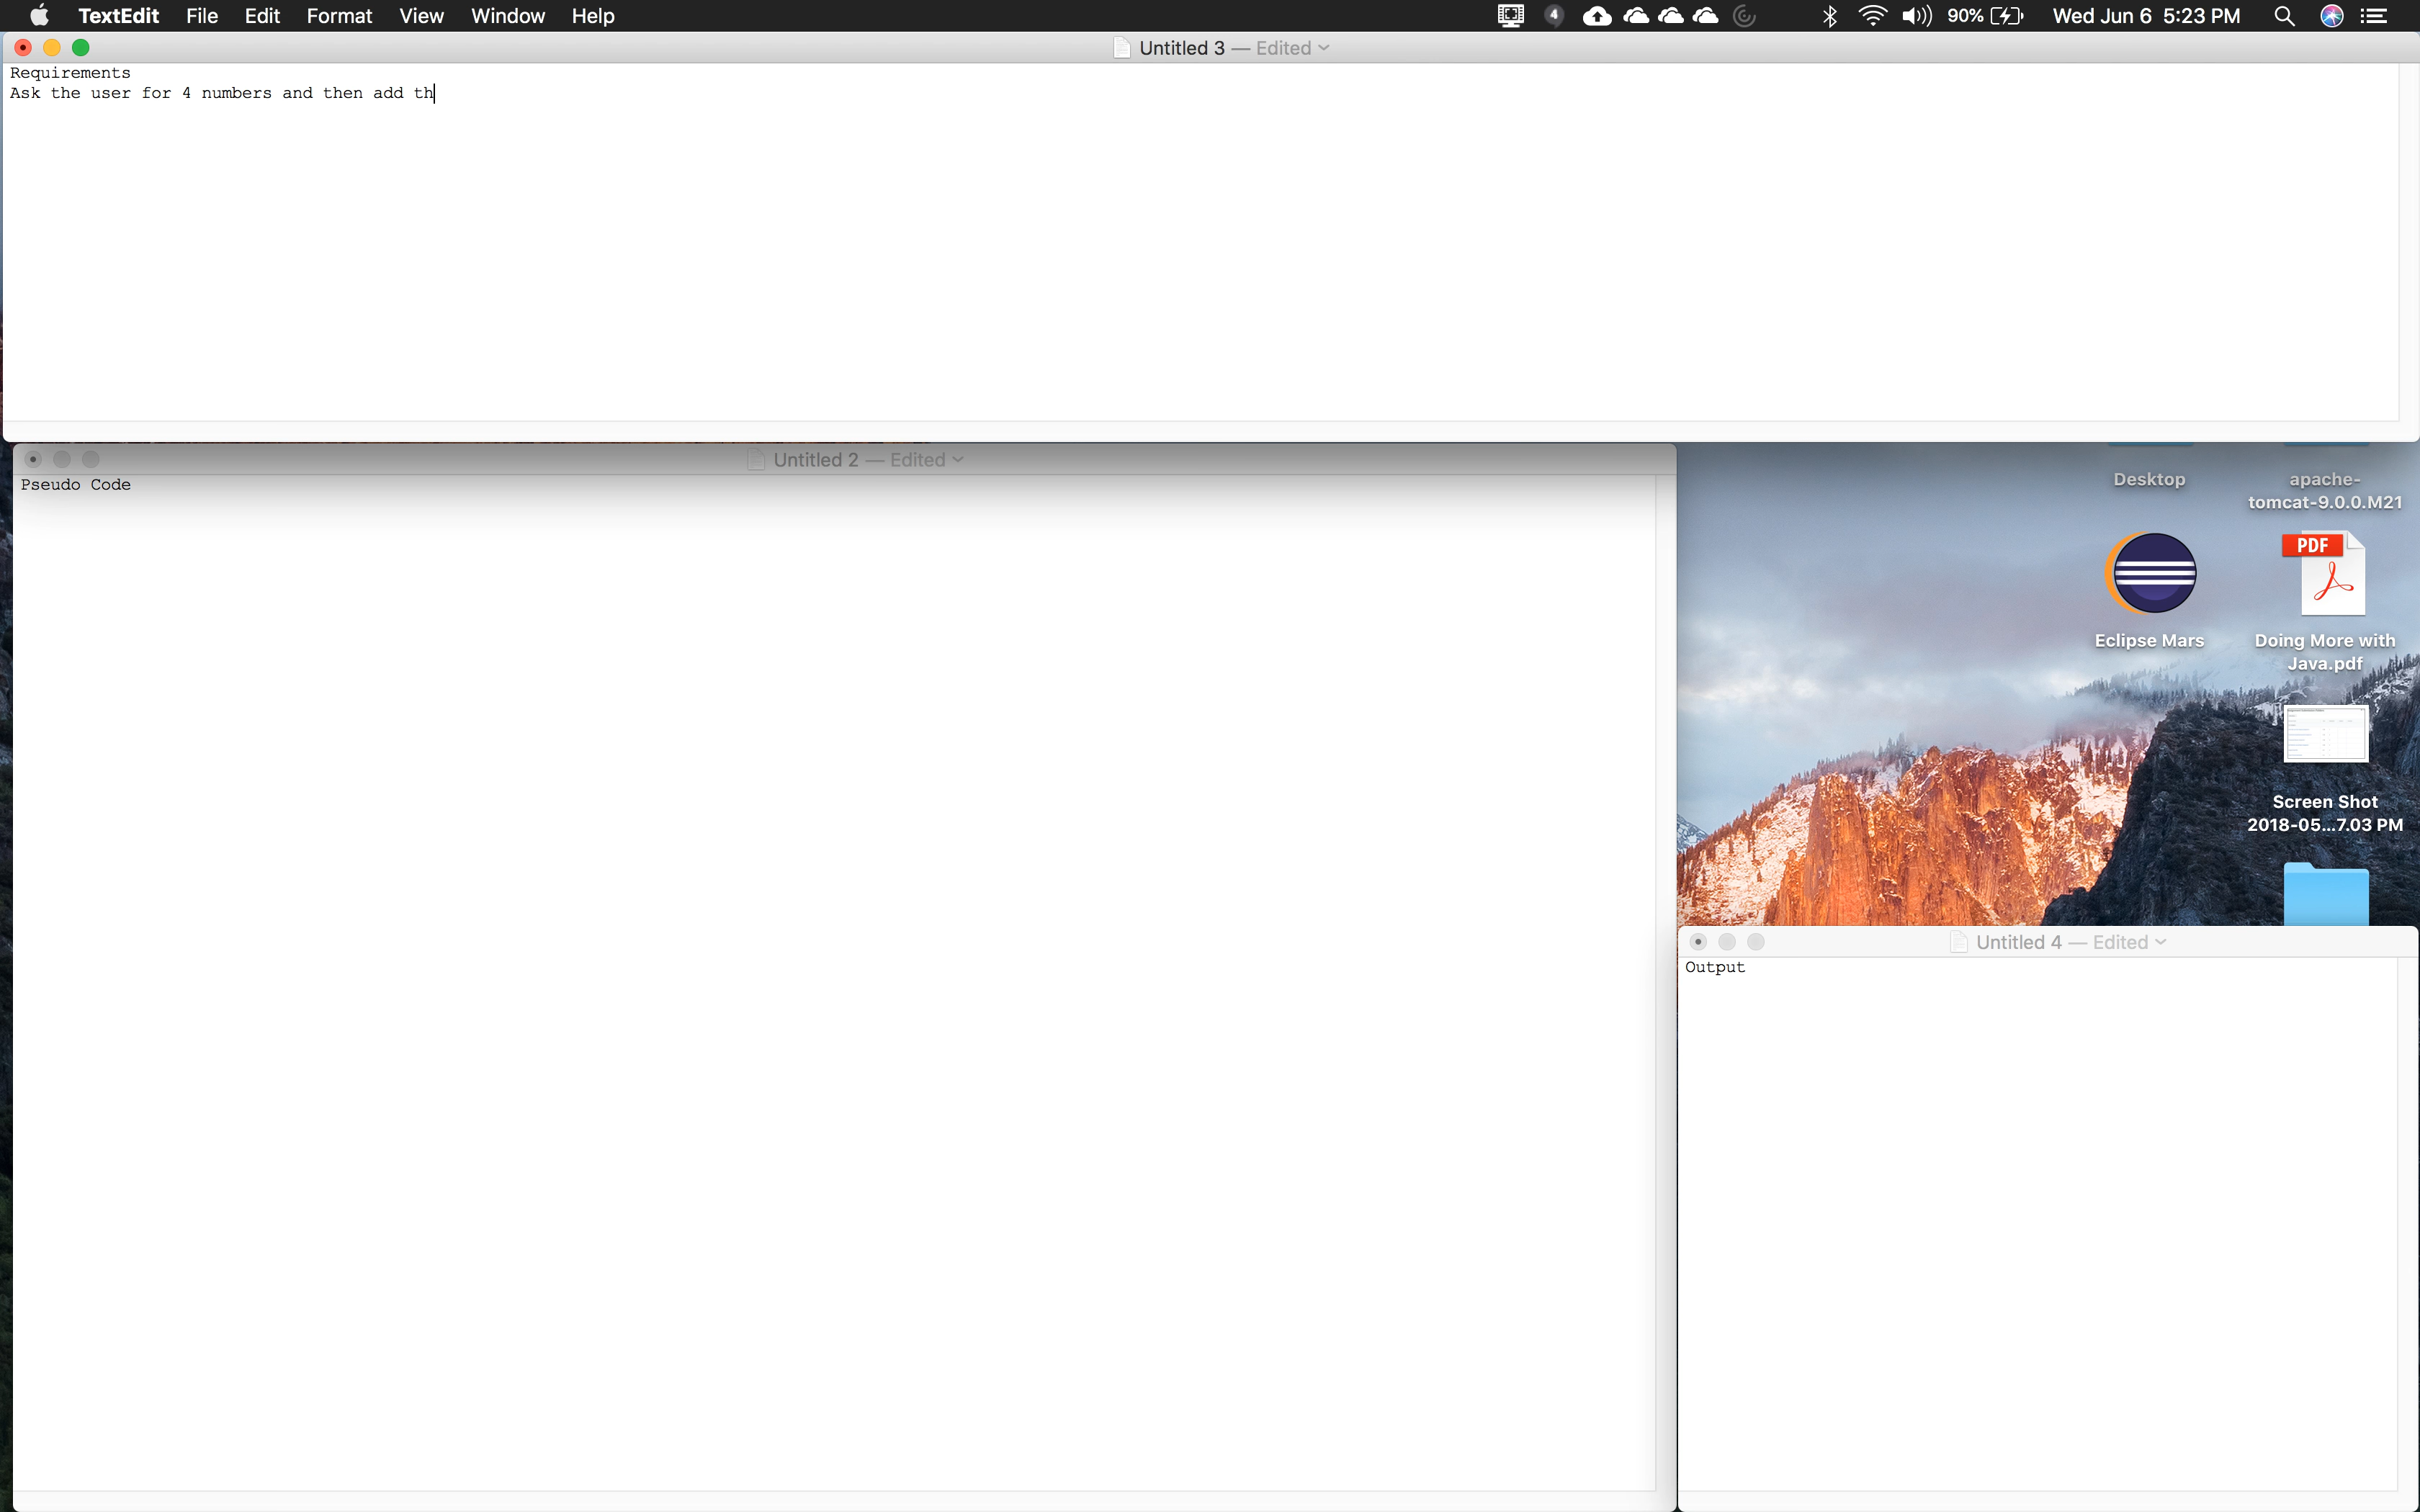 TextEdit File Edit Format View Window Help 4 90% Wed Jun 6 5:23 PM
Untitled 3 — Edited
Requirements
Ask the user for 4 numbers and then add th
Untitled 2 — Edited
Pseudo Code
Desktop
apache-
tomcat-9.0.0.M21
Eclipse Mars
PDF
Doing More with
Java.pdf
Screen Shot
2018-05...7.03 PM
Untitled 4 — Edited
Output